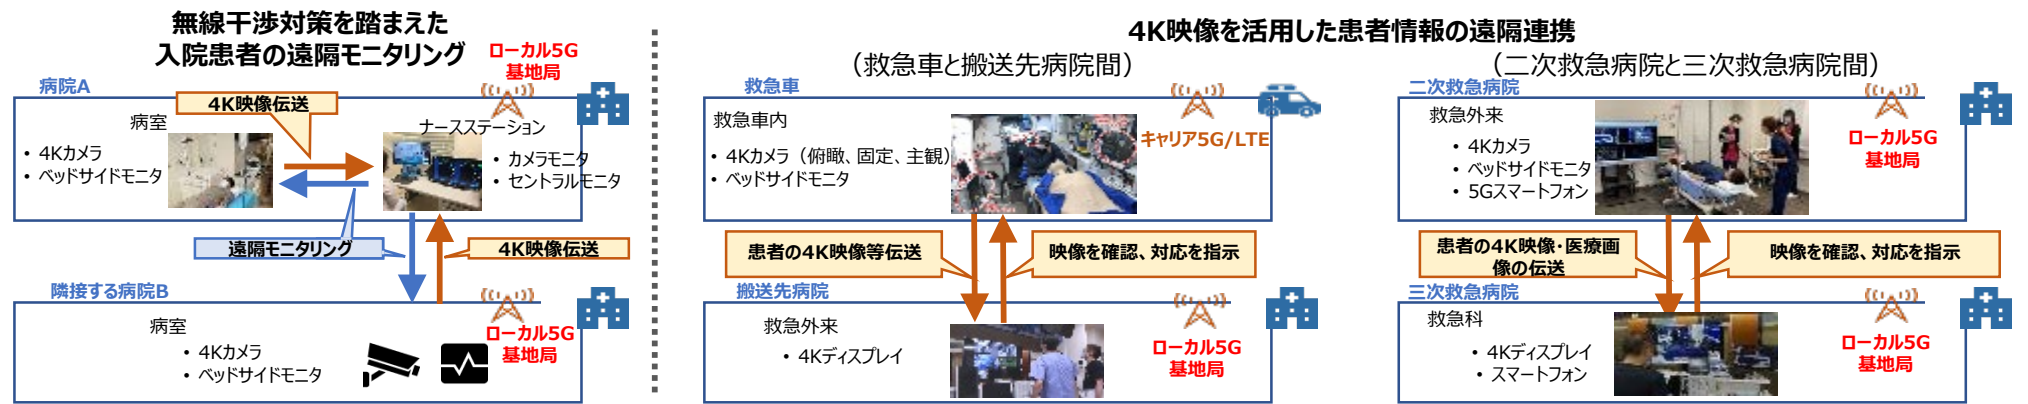 無線干渉対策を踏まえた
入院患者の遠隔モニタリング
ローカル5G
基地局
病院A
4K映像伝送
病室
• 4Kカメラ
• ベッドサイドモニタ
ナースステーション
• カメラモニタ
• セントラルモニタ
遠隔モニタリング
4K映像伝送
隣接する病院B
病室
• 4Kカメラ
• ベッドサイドモニタ
ローカル5G
基地局
4K映像を活用した患者情報の遠隔連携
（救急車と搬送先病院間）
救急車
救急車内
• 4Kカメラ（俯瞰、固定、主観）
• ベッドサイドモニタ
キャリア5G/LTE
患者の4K映像等伝送
映像を確認、対応を指示
搬送先病院
救急外来
• 4Kディスプレイ
ローカル5G
基地局
（二次救急病院と三次救急病院間）
二次救急病院
救急外来
• 4Kカメラ
• ベッドサイドモニタ
• 5Gスマートフォン
ローカル5G
基地局
患者の4K映像・医療画
像の伝送
映像を確認、対応を指示
三次救急病院
救急科
• 4Kディスプレイ
• スマートフォン
ローカル5G
基地局